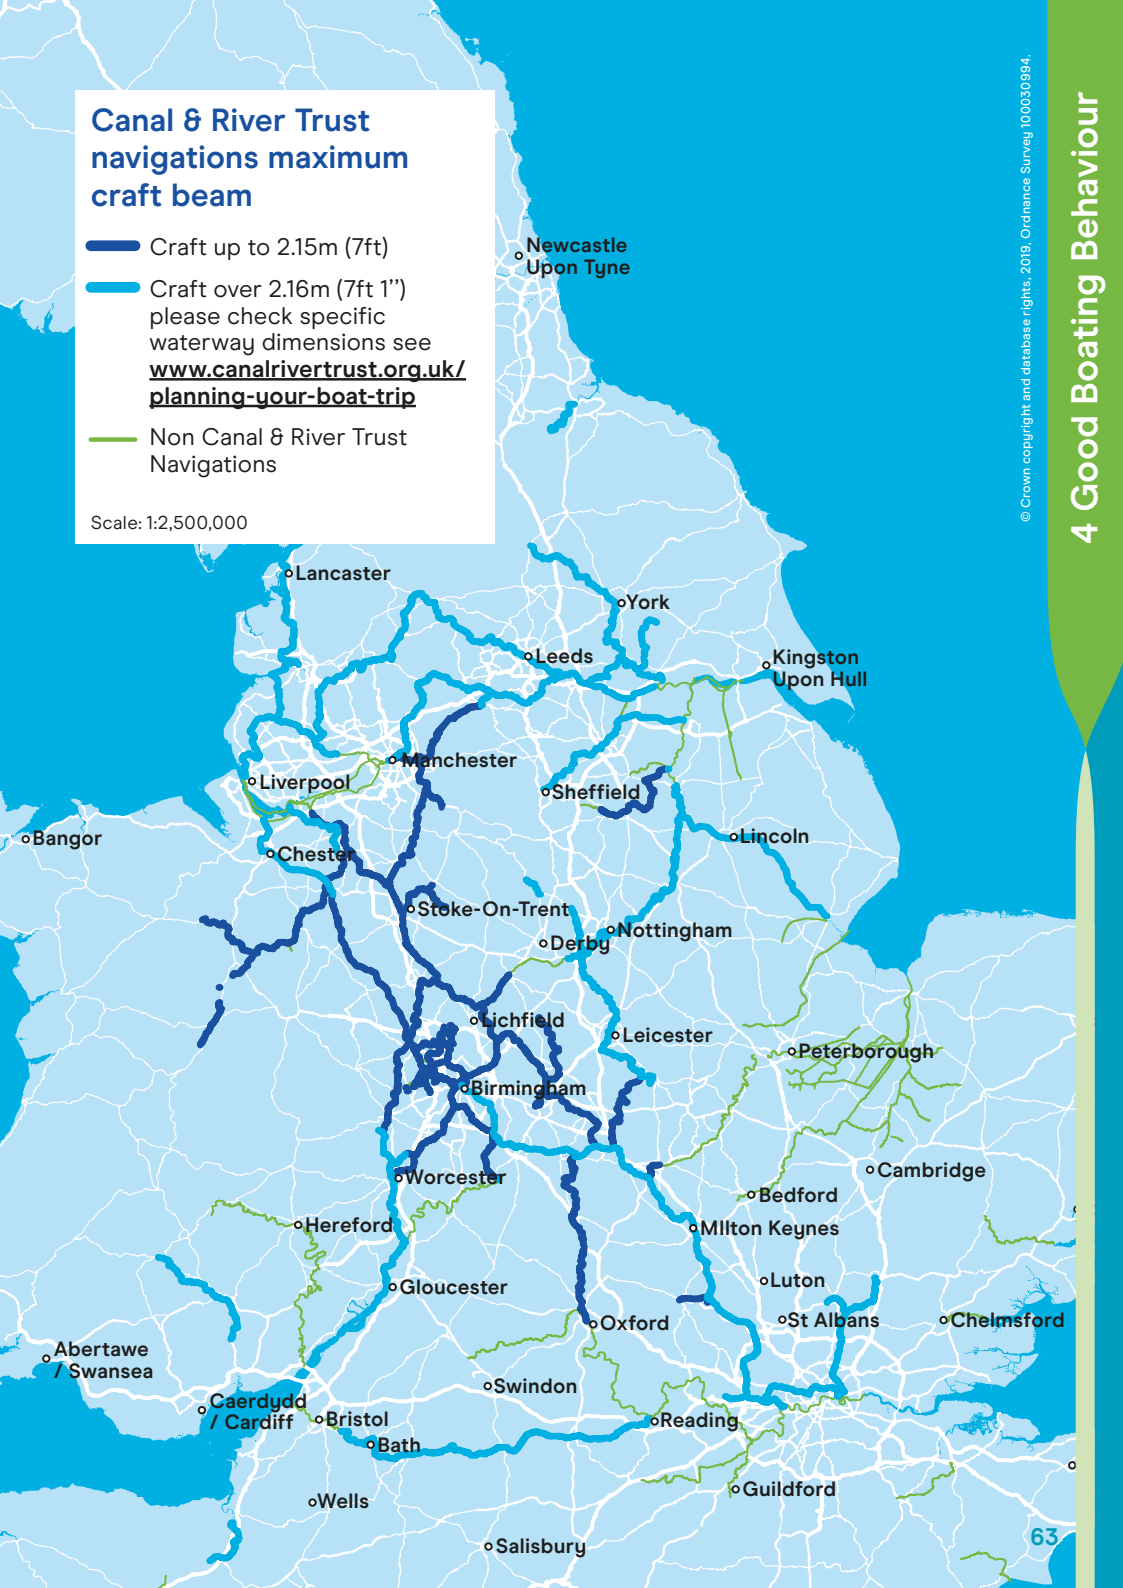 Canal & River Trust
navigations maximum
craft beam
Craft up to 2.15m (7ft)
Craft over 2.16m (7ft 1’’)
please check specific
waterway dimensions see
www.canalrivertrust.org.uk/
planning-your-boat-trip
Non Canal & River Trust
Navigations
Scale: 1:2,500,000
© Crown copyright and database rights, 2019, Ordnance Survey 100030994.
4 Good Boating Behaviour
Newcastle
Upon Tyne
Lancaster
York
Leeds
Kingston
Upon Hull
Manchester
Liverpool
Sheffield
Bangor
Lincoln
Chester
Stoke-On-Trent
Nottingham
Derby
Lichfield
Leicester
Peterborough
Birmingham
Cambridge
Worcester
Bedford
Hereford
MIlton Keynes
Luton
Gloucester
St Albans
Chelmsford
Oxford
Abertawe
/ Swansea
Swindon
Caerdydd
/ Cardiff
Bristol
Reading
Bath
Guildford
Wells
Salisbury
63